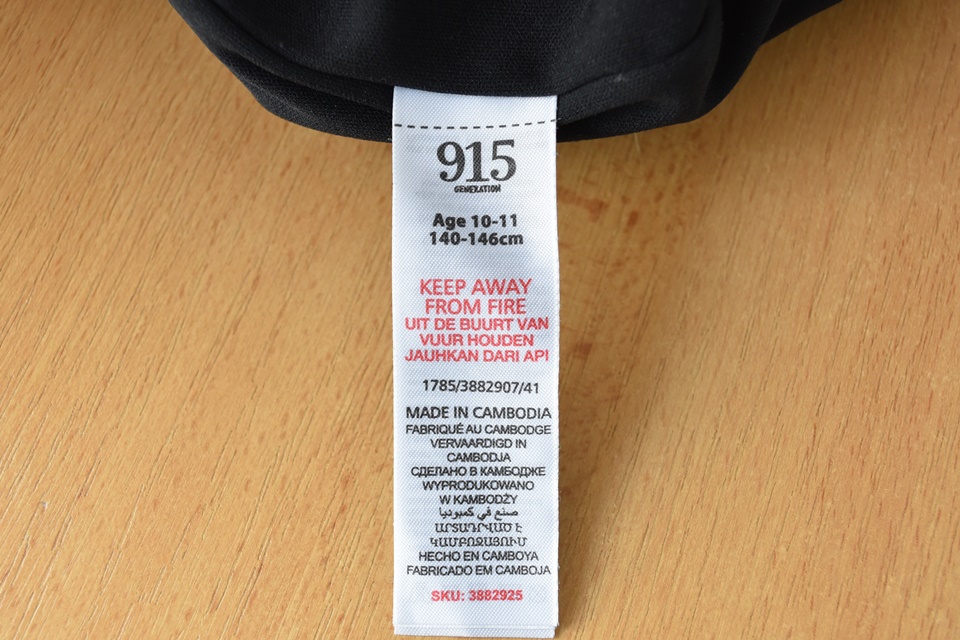 915
GENERATION
Age 10-11
140-146cm
KEEP AWAY
FROM FIRE
UIT DE BUURT VAN
VUUR HOUDEN
JAUHKAN DARI API
1785/3882907/41
MADE IN CAMBODIA
FABRIQUÉ AU CAMBODGE
VERVAARDIGD IN
CAMBODJA
СДЕЛАНО В КАМБОДЖЕ
WYPRODUKOWANO
W KAMBODŻY
صنع في كمبوديا
ԱՐՏԱԴՐՎԱԾ Է
ԿԱՄԲՈՋԱՅՈՒՄ
HECHO EN CAMBOYA
FABRICADO EM CAMBOJA
SKU: 3882925